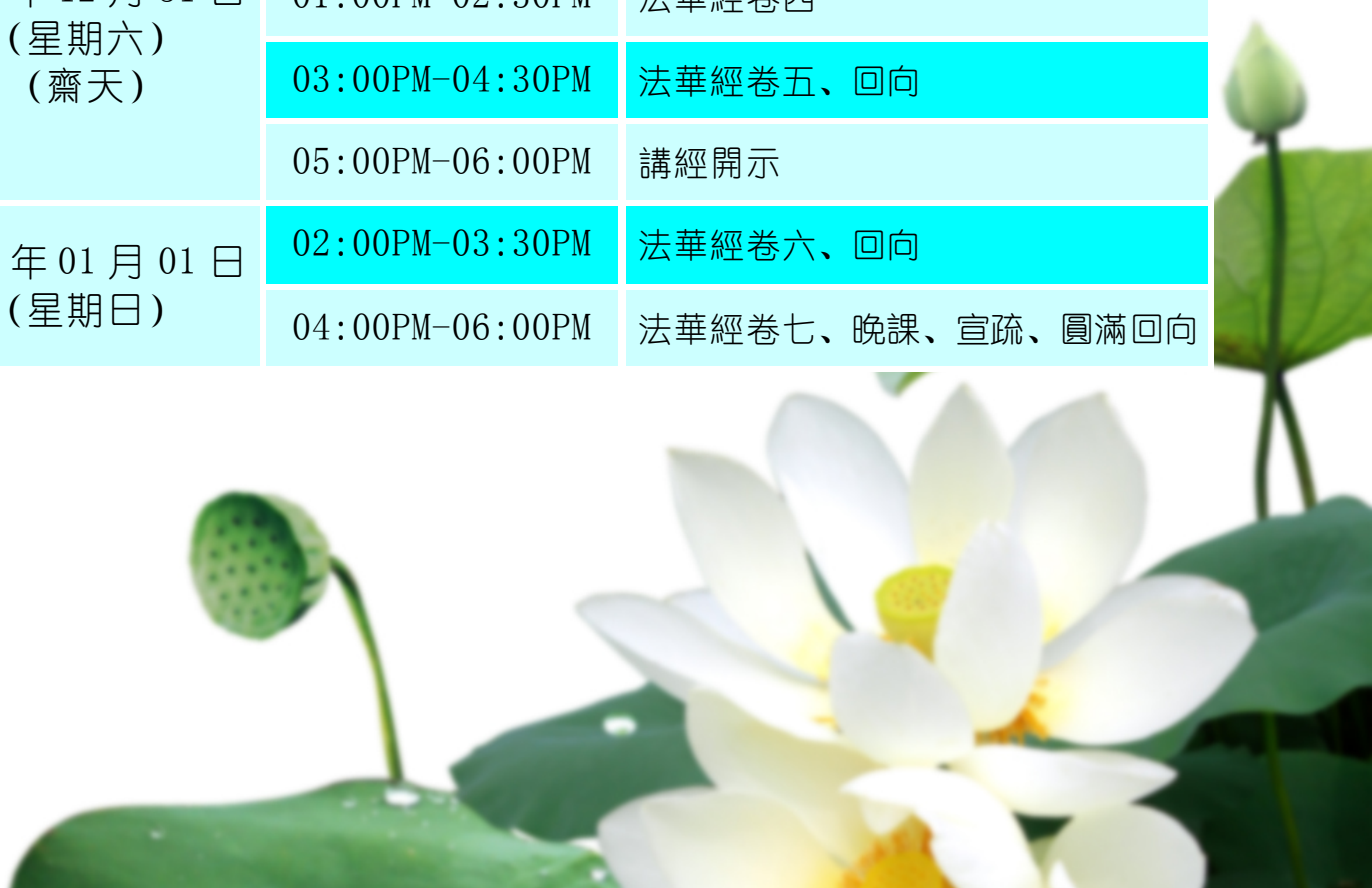 (星期六)
(齋天)
03:00PM-04:30PM 法華經卷五、回向
05:00PM-06:00PM 講經開示
年 01 月 01 日
(星期日)
02:00PM-03:30PM 法華經卷六、回向
04:00PM-06:00PM 法華經卷七、晚課、宣疏、圓滿回向